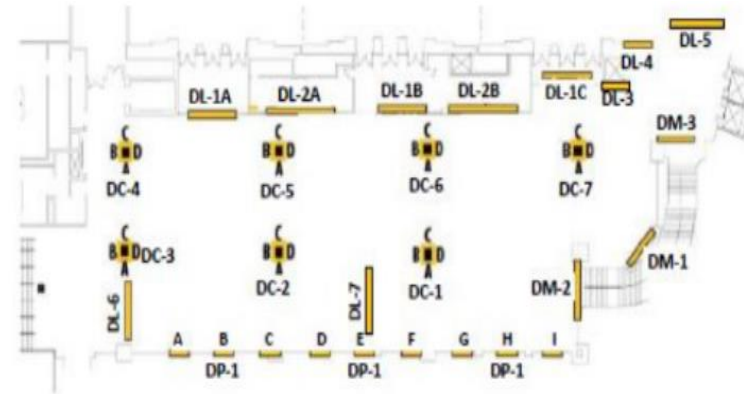 DL-5
DL-4
DL-1A DL-2A DL-1B DL-2B DL-1C DL-3
DM-3
C C C C
B D B D B D B D
A A A A
DC-4 DC-5 DC-6 DC-7
C C C
B D DC-3 B D B D
A A A
DC-2 DC-1
DM-1
DL-6 DL-7 DM-2
A B C D E F G H I
DP-1 DP-1 DP-1